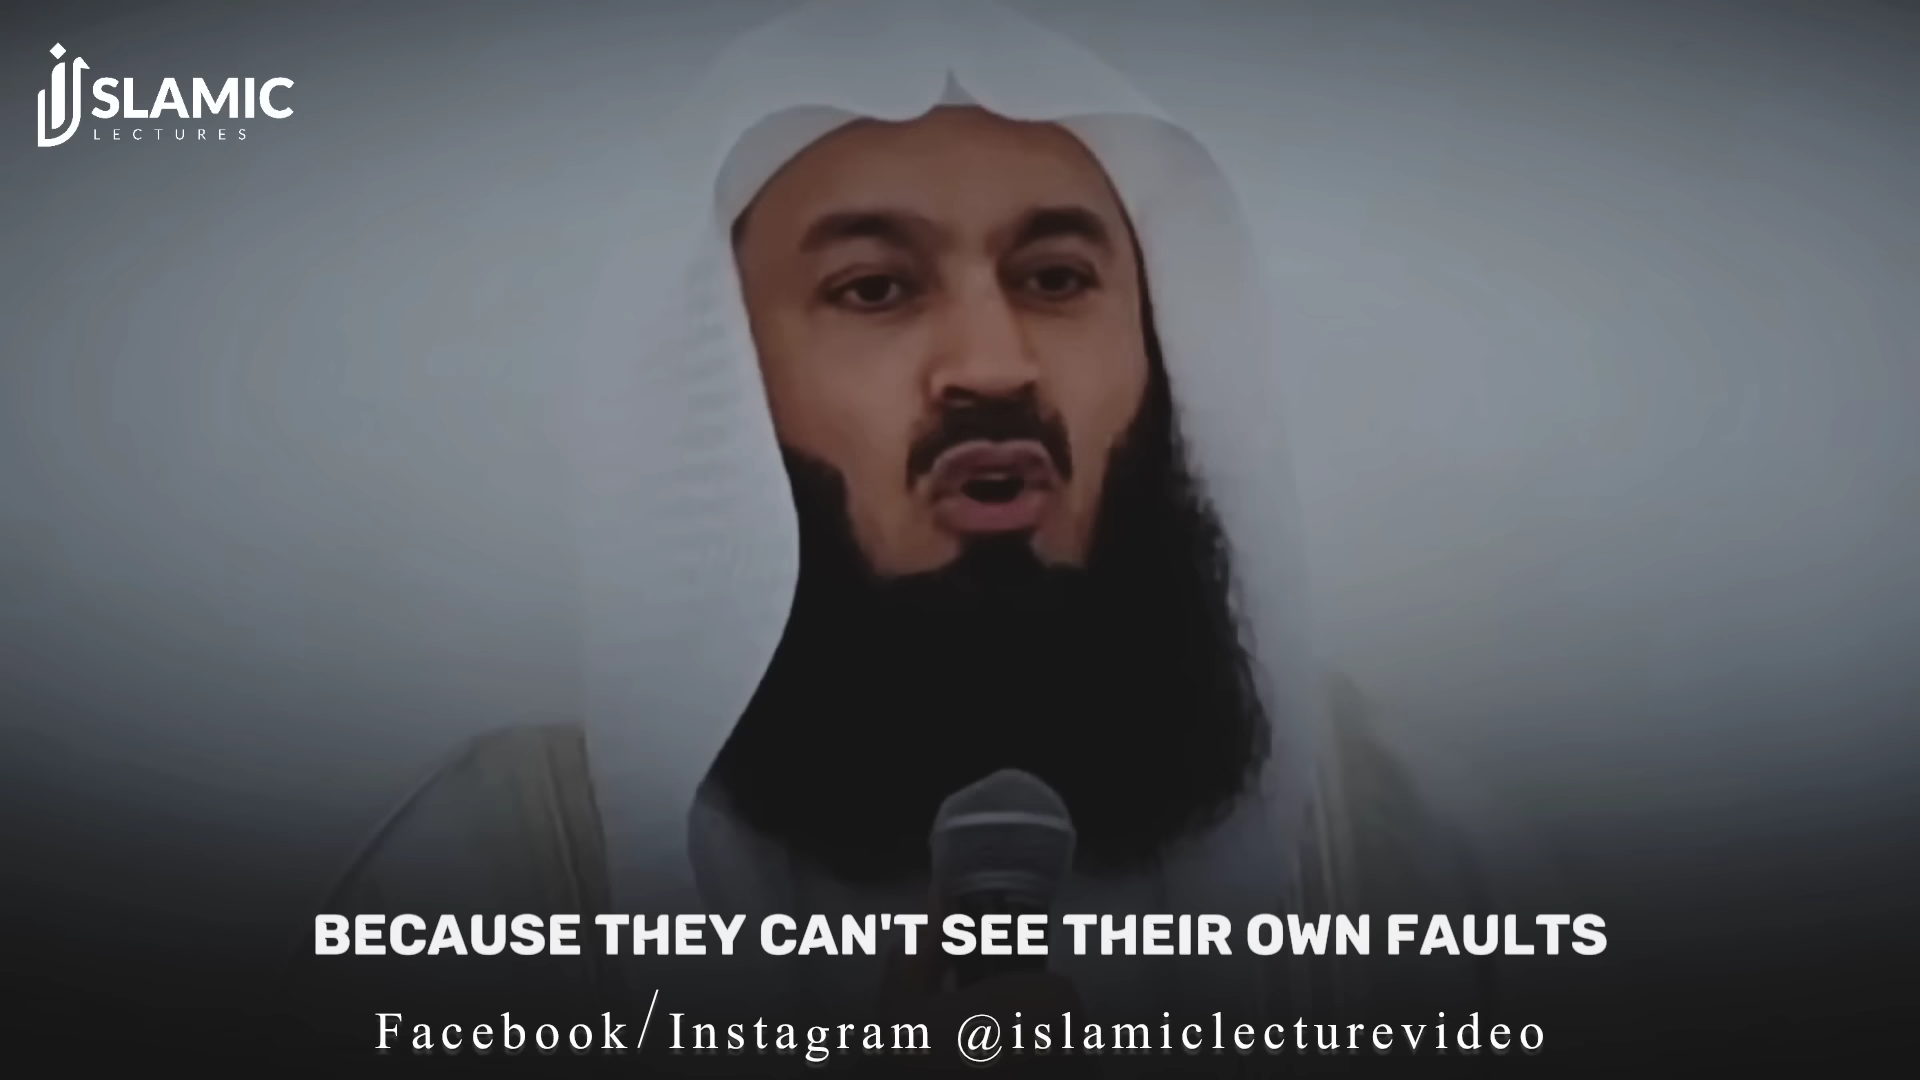 ISLAMIC
LECTURES
BECAUSE THEY CAN'T SEE THEIR OWN FAULTS
Facebook/Instagram @islamiclecturevideo